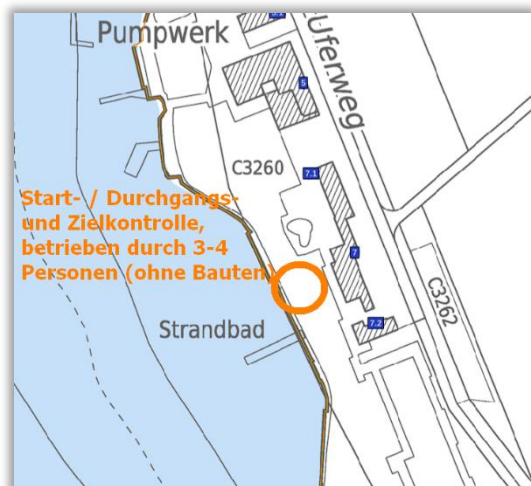 Pumpwerk
Uferweg
5
C3260
7.1
Start- / Durchgangs-
und Zielkontrolle,
betrieben durch 3-4
Personen (ohne Bauten)
7
C3262
Strandbad
7.2